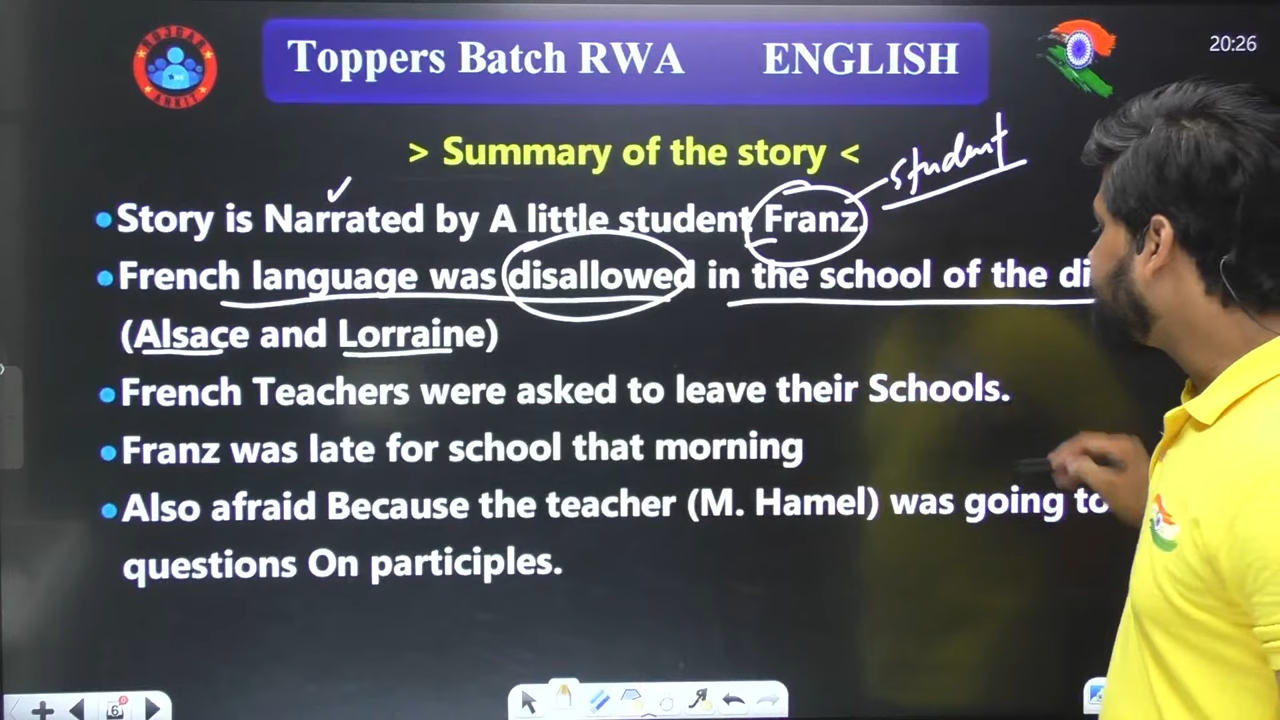 ROJGAR
ANKIT
Toppers Batch RWA ENGLISH
20:26
> Summary of the story <
student
•Story is Narrated by A little student Franz.
•French language was disallowed in the school of the di
(Alsace and Lorraine)
•French Teachers were asked to leave their Schools.
•Franz was late for school that morning
•Also afraid Because the teacher (M. Hamel) was going to
questions On participles.
6